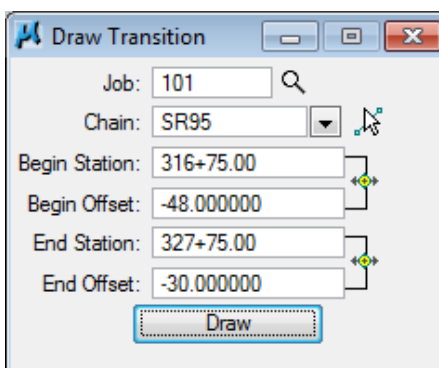 Draw Transition
Job: 101
Chain: SR95
Begin Station: 316+75.00
Begin Offset: -48.000000
End Station: 327+75.00
End Offset: -30.000000
Draw